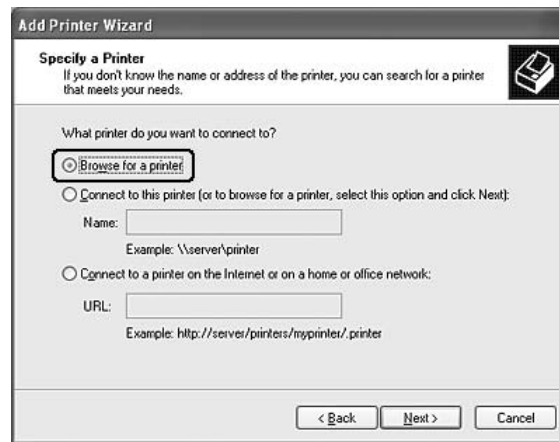 Add Printer Wizard
Specify a Printer
If you don't know the name or address of the printer, you can search for a printer
that meets your needs.
What printer do you want to connect to?
Browse for a printer
Connect to this printer (or to browse for a printer, select this option and click Next):
Name:
Example: \\server\printer
Connect to a printer on the Internet or on a home or office network:
URL:
Example: http://server/printers/myprinter/.printer
< Back Next > Cancel